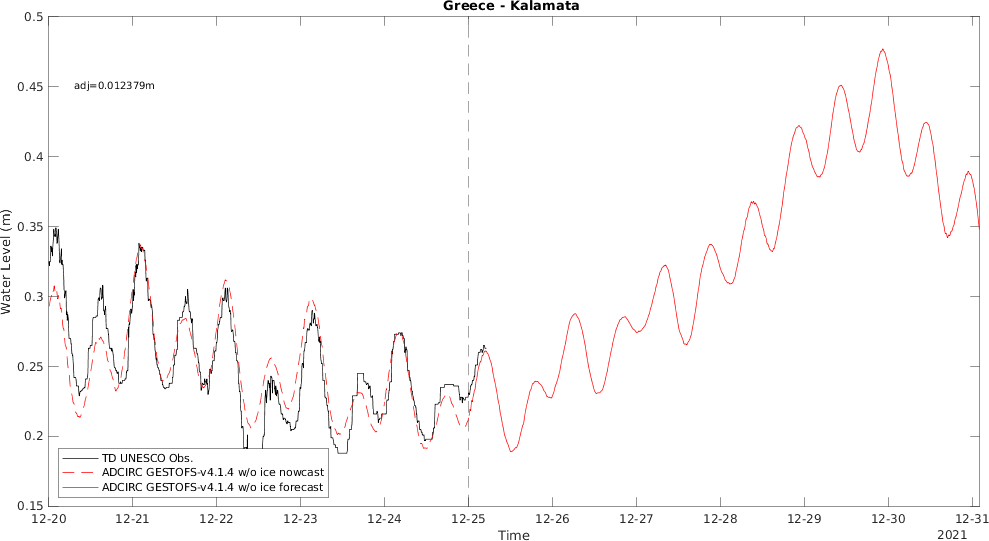 Greece - Kalamata
Water Level (m)
0.5
0.45
0.4
0.35
0.3
0.25
0.2
0.15
adj=0.012379m
TD UNESCO Obs.
ADCIRC GESTOFS-v4.1.4 w/o ice nowcast
ADCIRC GESTOFS-v4.1.4 w/o ice forecast
12-20 12-21 12-22 12-23 12-24 12-25 12-26 12-27 12-28 12-29 12-30 12-31
Time
2021